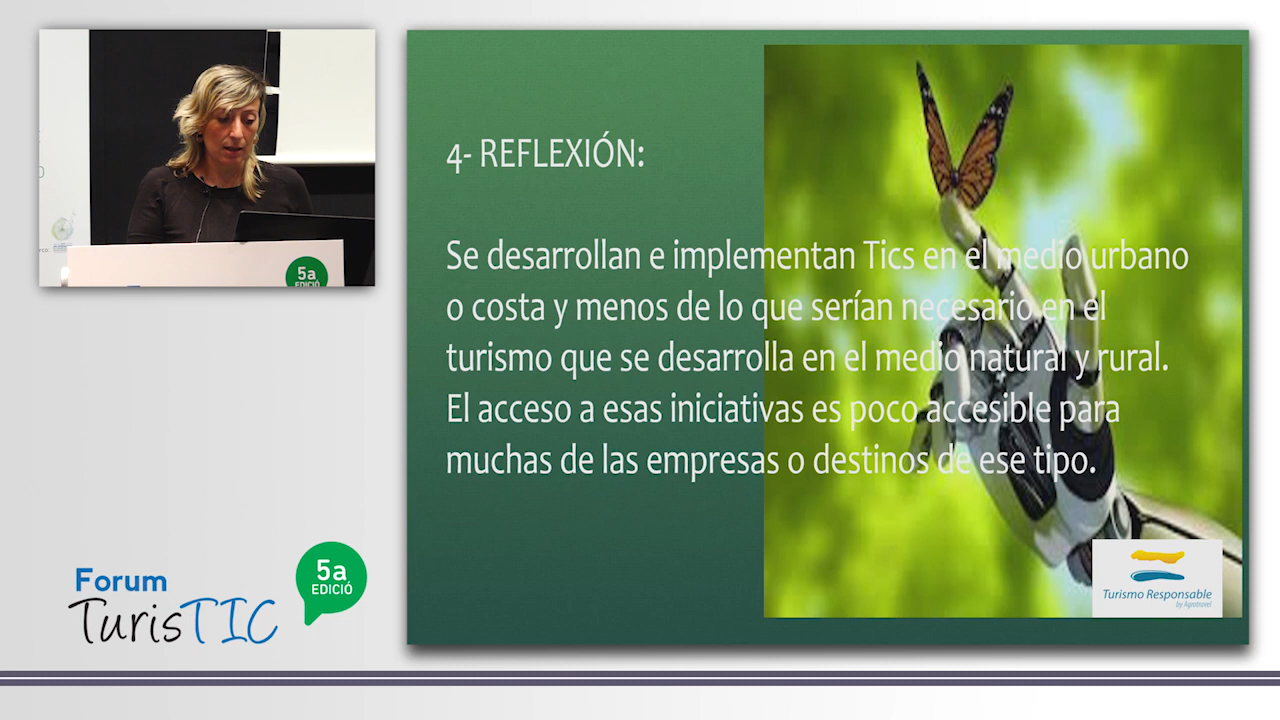 5a
EDICIÓ
4- REFLEXIÓN:
Se desarrollan e implementan Tics en el medio urbano
o costa y menos de lo que serían necesario en el
turismo que se desarrolla en el medio natural y rural.
El acceso a esas iniciativas es poco accesible para
muchas de las empresas o destinos de ese tipo.
Turismo Responsable
by Agrotravel
Forum
TurisTIC
5a
EDICIÓ